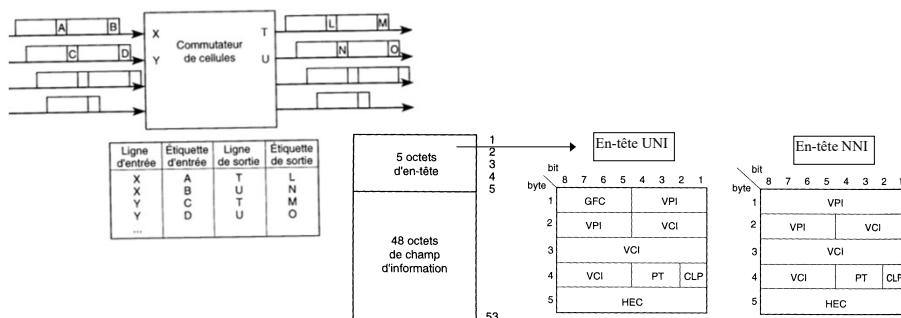 A B
C D
X
Y
Commutateur
de cellules
T
U
L M
N O
Ligne d'entrée Étiquette d'entrée Ligne de sortie Étiquette de sortie
X A T L
X B U N
Y C T M
Y D U O
...
5 octets
d'en-tête
48 octets
de champ
d'information
1
2
3
4
5
53
En-tête UNI
bit
8 7 6 5 4 3 2 1
byte
1 GFC VPI
2 VPI VCI
3 VCI
4 VCI PT CLP
5 HEC
En-tête NNI
bit
8 7 6 5 4 3 2 1
byte
1 VPI
2 VPI VCI
3 VCI
4 VCI PT CLP
5 HEC